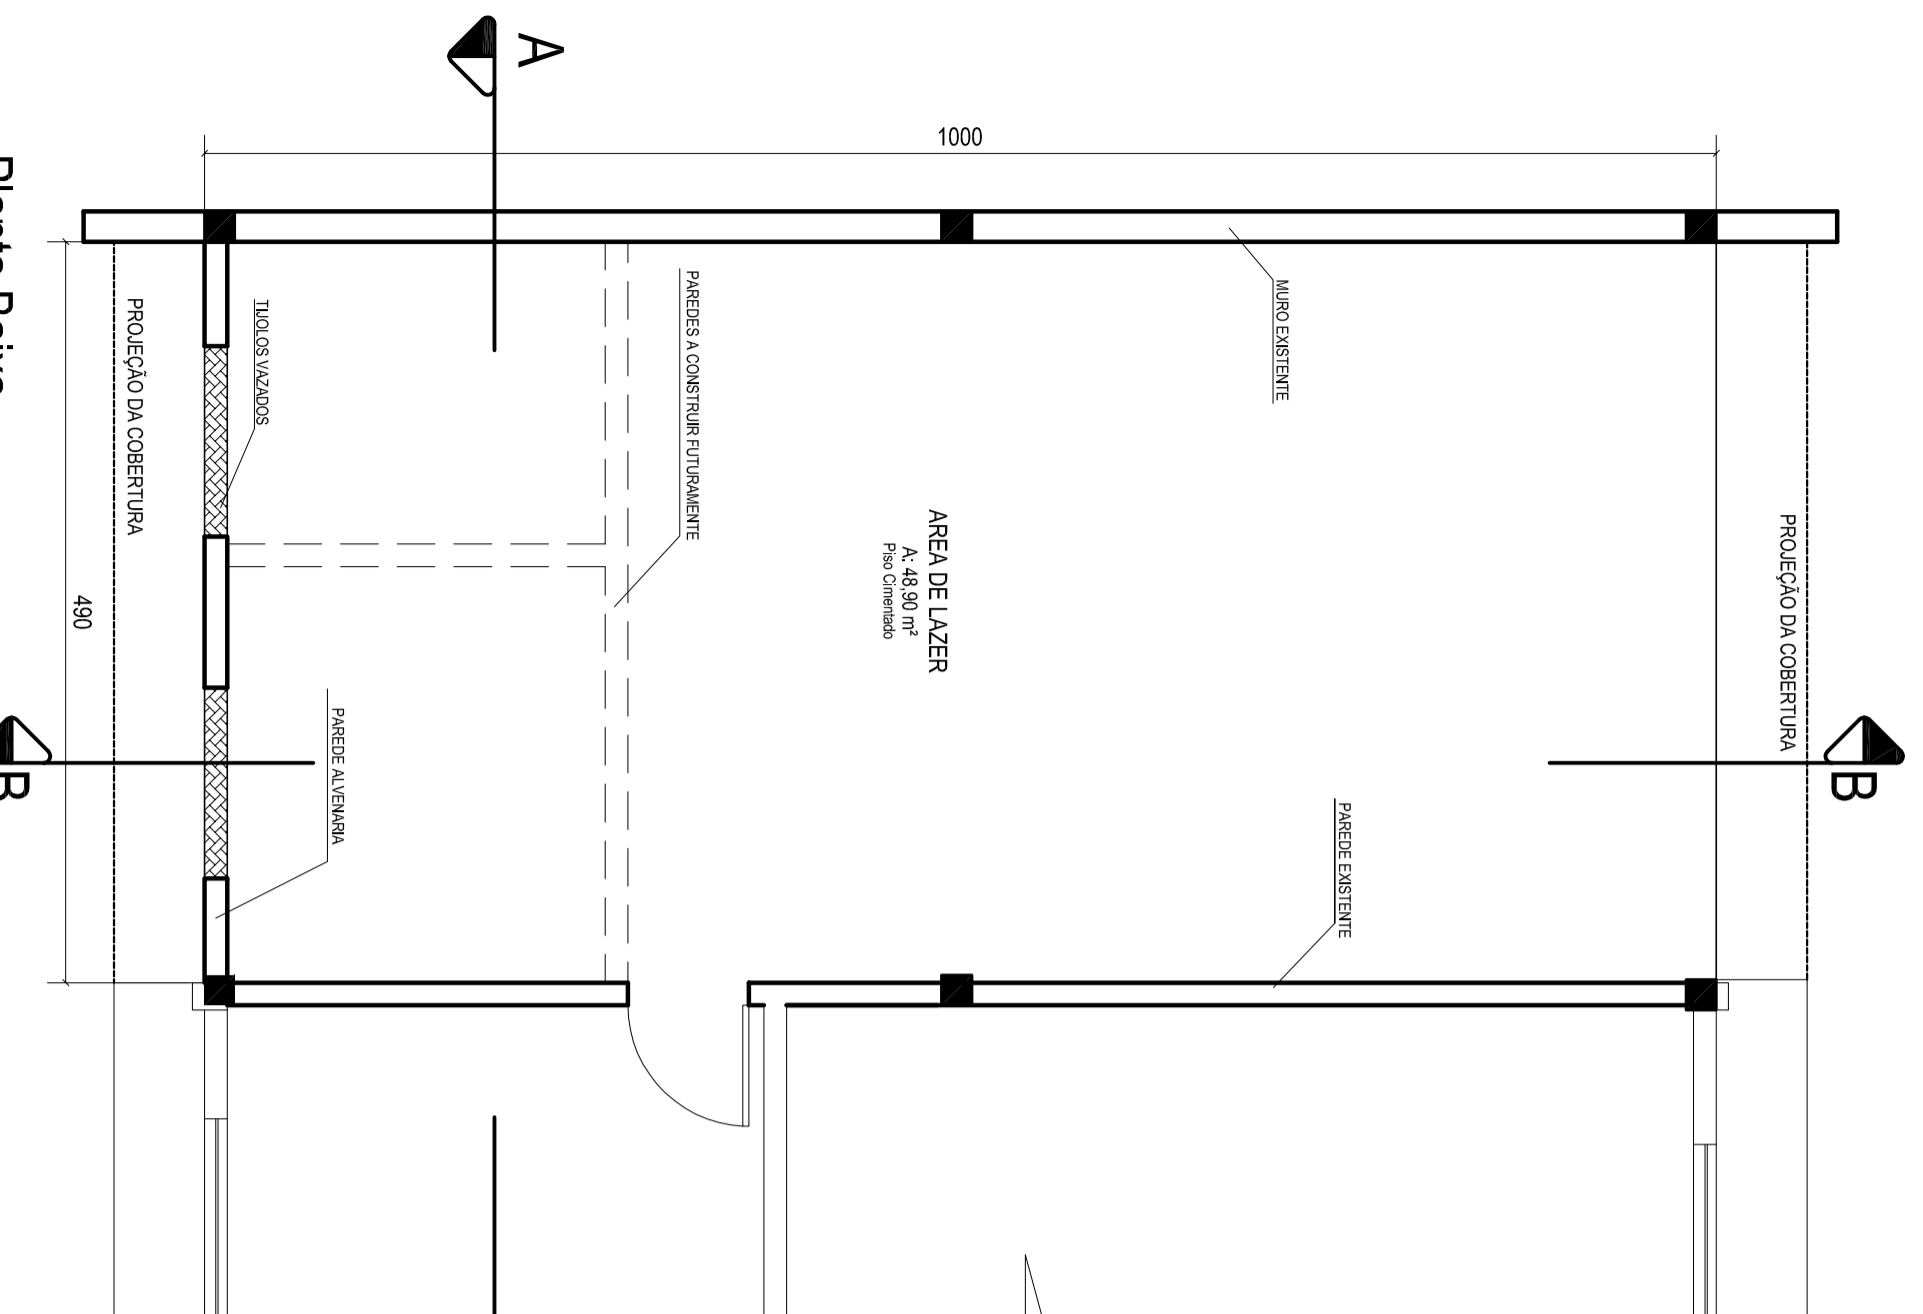 A
1000
MURO EXISTENTE
PAREDES A CONSTRUIR FUTURAMENTE
TIJOLOS VAZADOS
PROJEÇÃO DA COBERTURA
PROJEÇÃO DA COBERTURA
AREA DE LAZER
A: 48,90 m²
Piso Cimentado
490
PAREDE ALVENARIA
PAREDE EXISTENTE
B
B